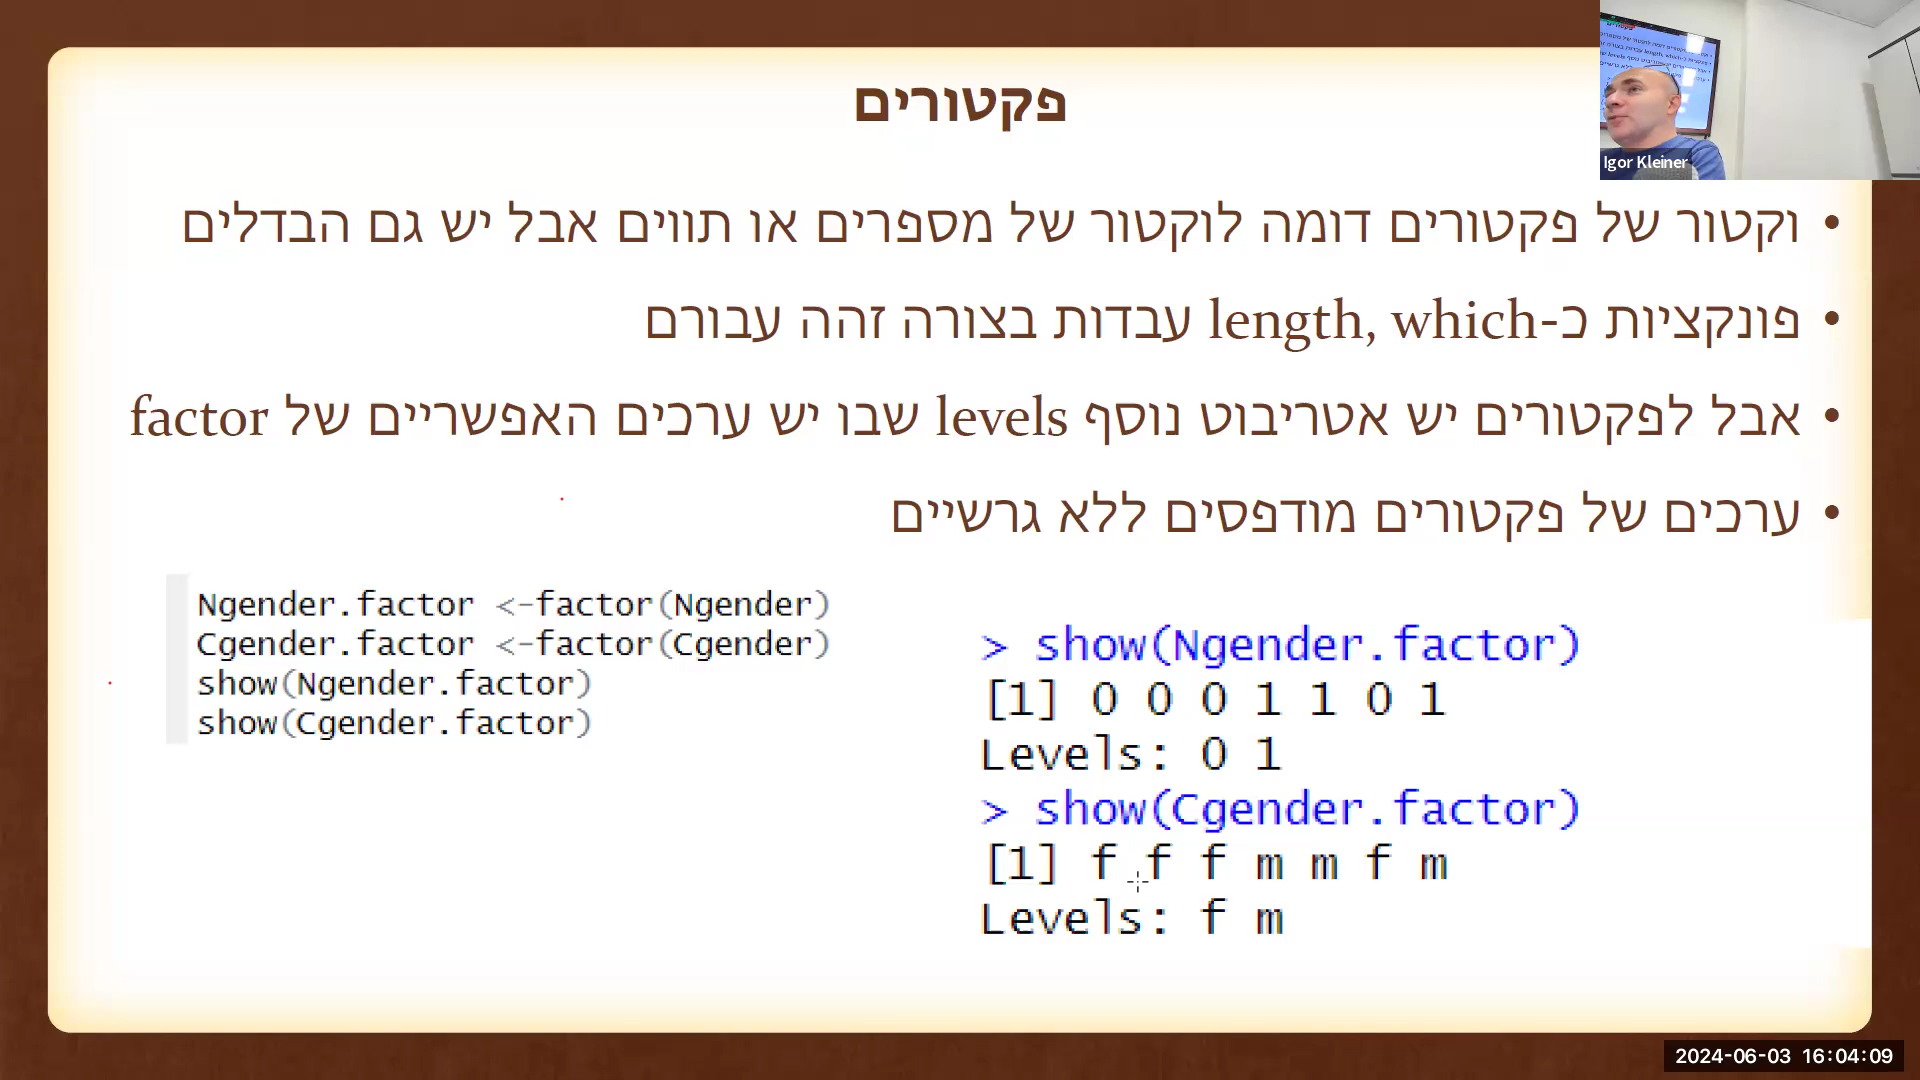 פקטורים
Igor Kleiner
• וקטור של פקטורים דומה לוקטור של מספרים או תווים אבל יש גם הבדלים
• פונקציות כ-length, which עבדות בצורה זהה עבורם
• אבל לפקטורים יש אטריבוט נוסף levels שבו יש ערכים האפשריים של factor
• ערכים של פקטורים מודפסים ללא גרשיים
Ngender.factor <-factor(Ngender)
Cgender.factor <-factor(Cgender)
show(Ngender.factor)
show(Cgender.factor)
> show(Ngender.factor)
[1] 0 0 0 1 1 0 1
Levels: 0 1
> show(Cgender.factor)
[1] f f f m m f m
Levels: f m
2024-06-03 16:04:09